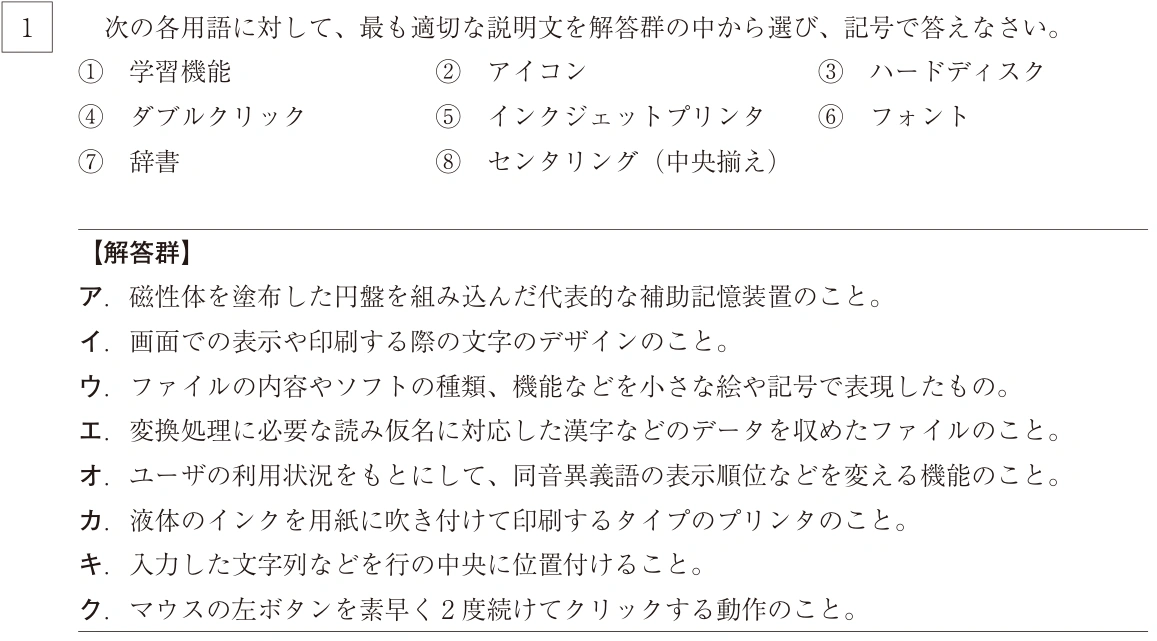 1 次の各用語に対して、最も適切な説明文を解答群の中から選び、記号で答えなさい。
① 学習機能 ② アイコン ③ ハードディスク
④ ダブルクリック ⑤ インクジェットプリンタ ⑥ フォント
⑦ 辞書 ⑧ センタリング（中央揃え）
【解答群】
ア．磁性体を塗布した円盤を組み込んだ代表的な補助記憶装置のこと。
イ．画面での表示や印刷する際の文字のデザインのこと。
ウ．ファイルの内容やソフトの種類、機能などを小さな絵や記号で表現したもの。
エ．変換処理に必要な読み仮名に対応した漢字などのデータを収めたファイルのこと。
オ．ユーザの利用状況をもとにして、同音異義語の表示順位などを変える機能のこと。
カ．液体のインクを用紙に吹き付けて印刷するタイプのプリンタのこと。
キ．入力した文字列などを行の中央に位置付けること。
ク．マウスの左ボタンを素早く２度続けてクリックする動作のこと。